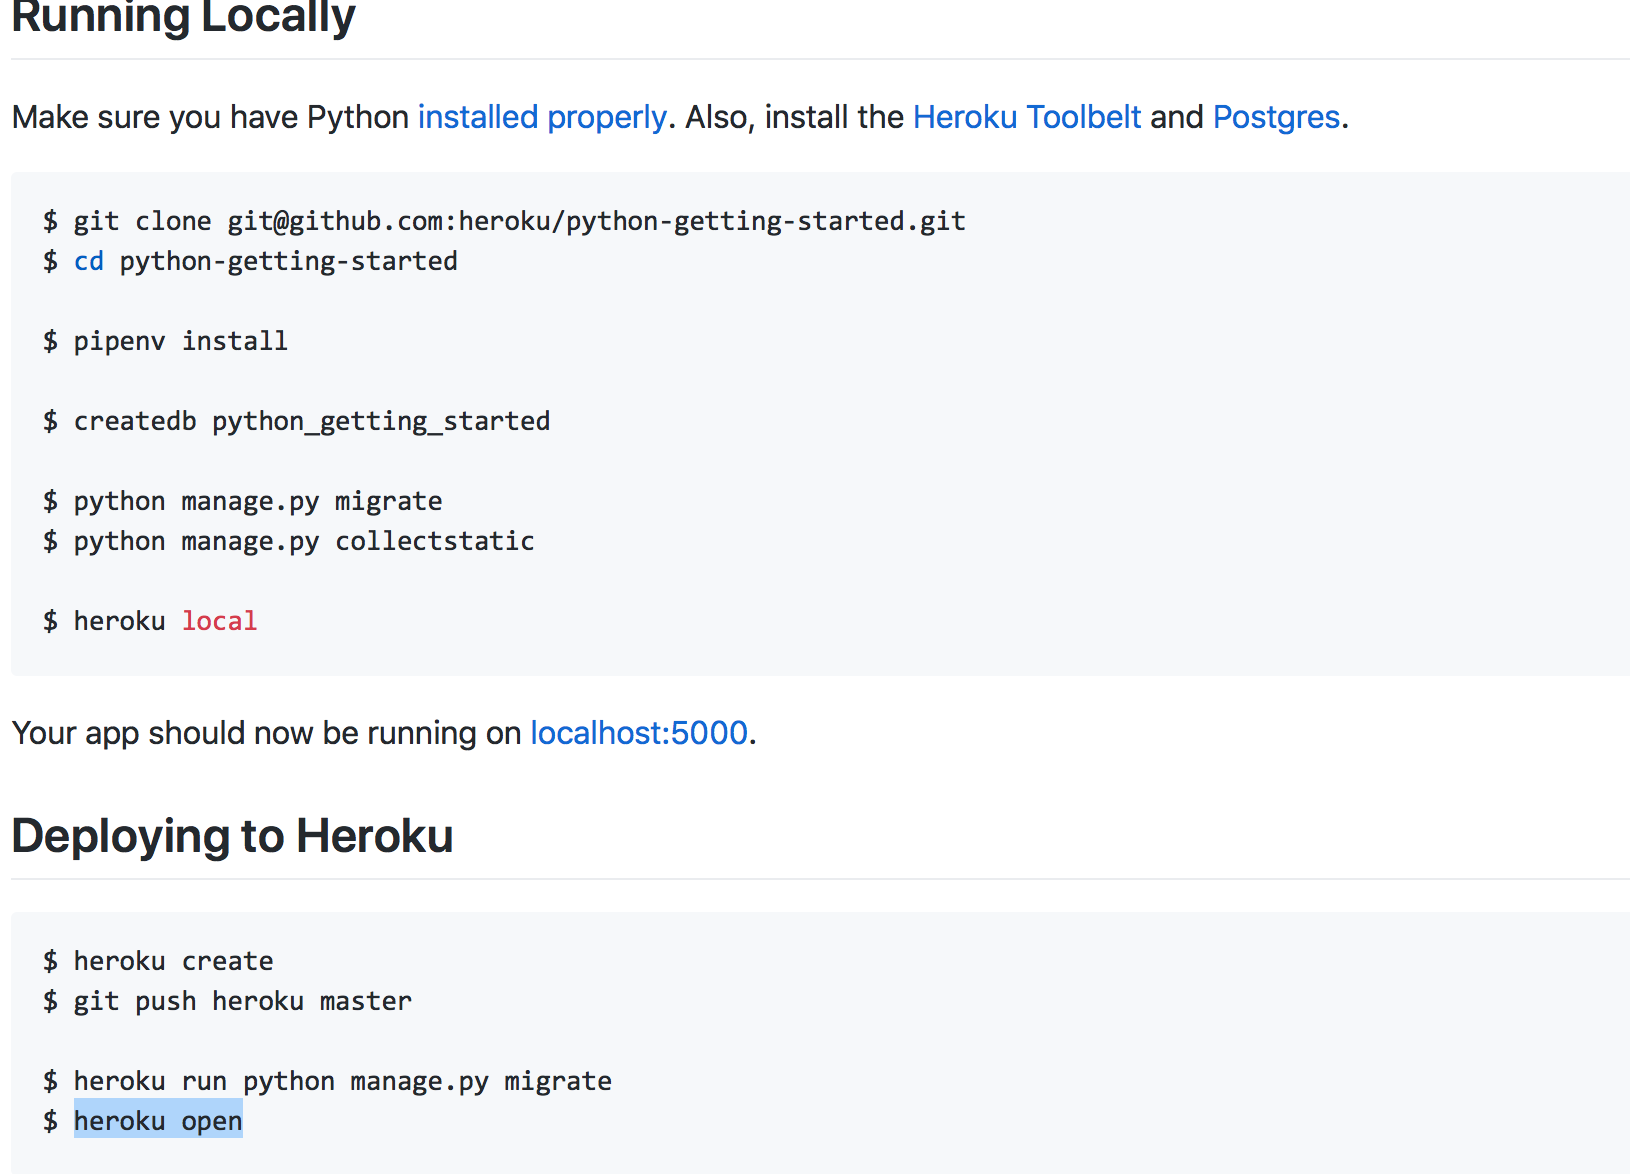 Running Locally
Make sure you have Python installed properly. Also, install the Heroku Toolbelt and Postgres.
$ git clone git@github.com:heroku/python-getting-started.git
$ cd python-getting-started
$ pipenv install
$ createdb python_getting_started
$ python manage.py migrate
$ python manage.py collectstatic
$ heroku local
Your app should now be running on localhost:5000.
Deploying to Heroku
$ heroku create
$ git push heroku master
$ heroku run python manage.py migrate
$ heroku open